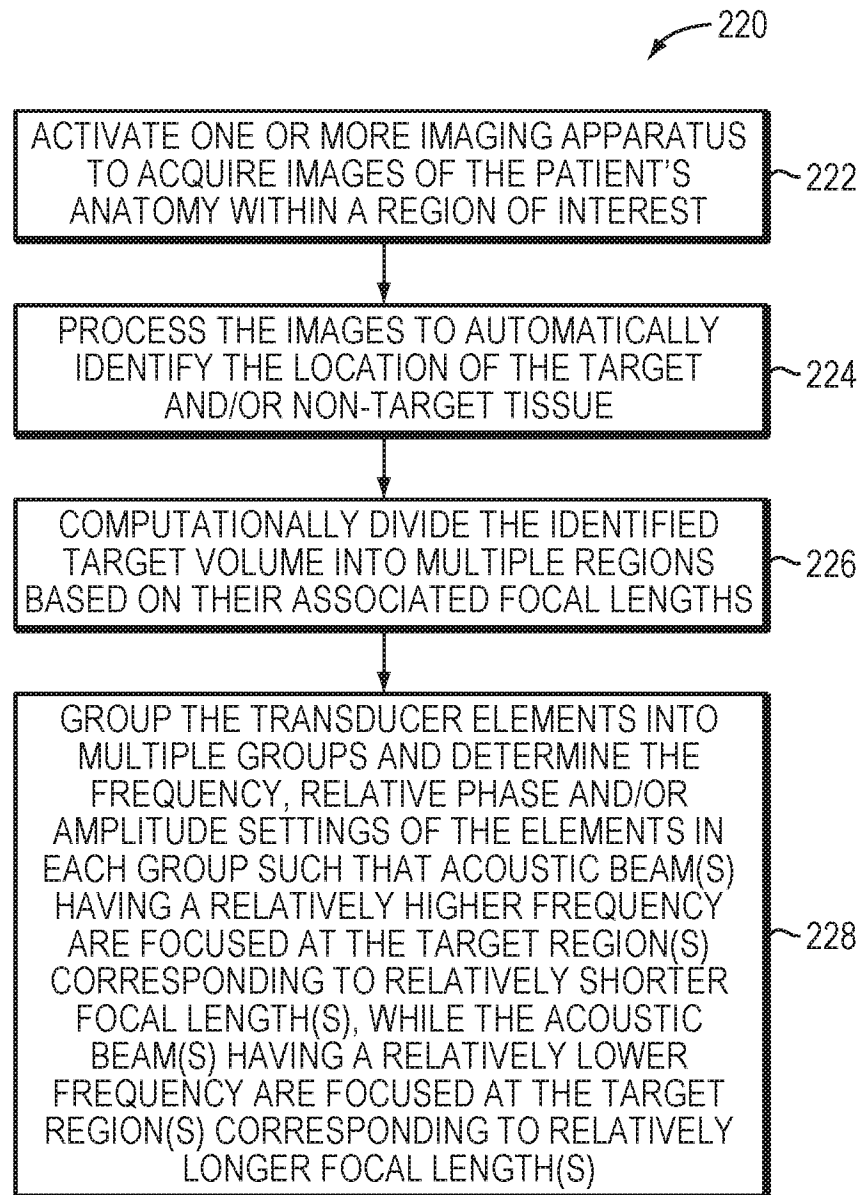 220
ACTIVATE ONE OR MORE IMAGING APPARATUS
TO ACQUIRE IMAGES OF THE PATIENT'S
ANATOMY WITHIN A REGION OF INTEREST
222
PROCESS THE IMAGES TO AUTOMATICALLY
IDENTIFY THE LOCATION OF THE TARGET
AND/OR NON-TARGET TISSUE
224
COMPUTATIONALLY DIVIDE THE IDENTIFIED
TARGET VOLUME INTO MULTIPLE REGIONS
BASED ON THEIR ASSOCIATED FOCAL LENGTHS
226
GROUP THE TRANSDUCER ELEMENTS INTO
MULTIPLE GROUPS AND DETERMINE THE
FREQUENCY, RELATIVE PHASE AND/OR
AMPLITUDE SETTINGS OF THE ELEMENTS IN
EACH GROUP SUCH THAT ACOUSTIC BEAM(S)
HAVING A RELATIVELY HIGHER FREQUENCY
ARE FOCUSED AT THE TARGET REGION(S)
CORRESPONDING TO RELATIVELY SHORTER
FOCAL LENGTH(S), WHILE THE ACOUSTIC
BEAM(S) HAVING A RELATIVELY LOWER
FREQUENCY ARE FOCUSED AT THE TARGET
REGION(S) CORRESPONDING TO RELATIVELY
LONGER FOCAL LENGTH(S)
228